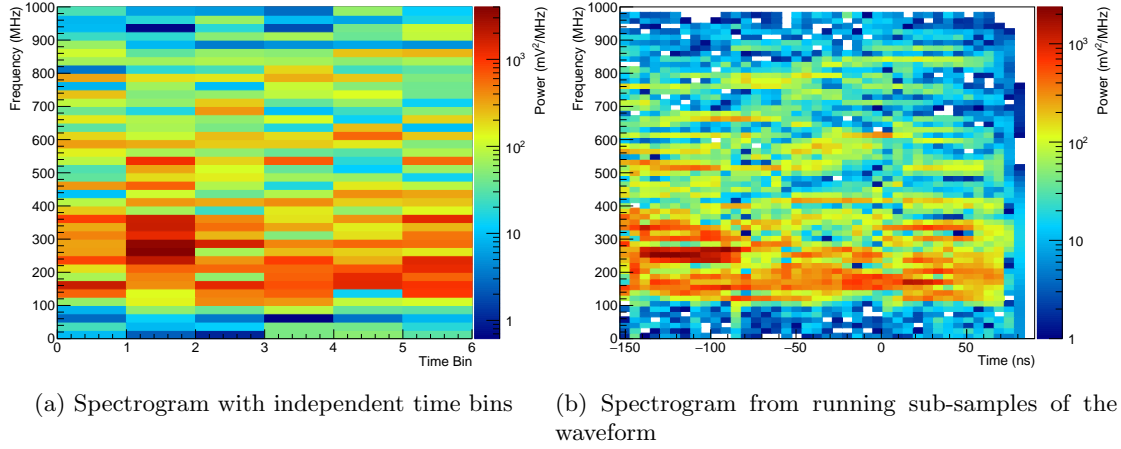 Frequency (MHz)
1000
900
800
700
600
500
400
300
200
100
0
0 1 2 3 4 5 6
Time Bin
10³
10²
10
1
Power (mV²/MHz)
Frequency (MHz)
1000
900
800
700
600
500
400
300
200
100
0
−150 −100 −50 0 50
Time (ns)
10³
10²
10
1
Power (mV²/MHz)
(a) Spectrogram with independent time bins
(b) Spectrogram from running sub-samples of the
waveform